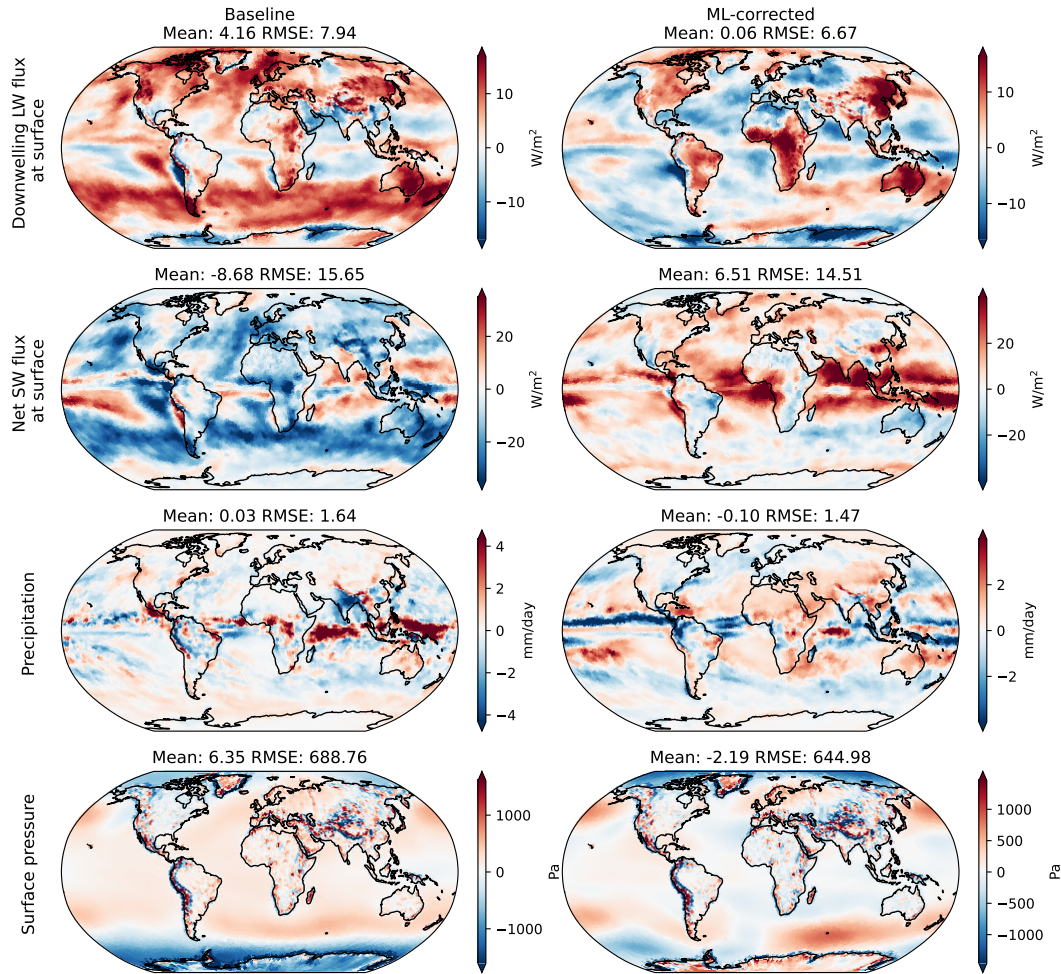 Baseline
Mean: 4.16 RMSE: 7.94
ML-corrected
Mean: 0.06 RMSE: 6.67
Downwelling LW flux
at surface
10
0
−10
W/m²
10
0
−10
W/m²
Mean: -8.68 RMSE: 15.65
Mean: 6.51 RMSE: 14.51
Net SW flux
at surface
20
0
−20
W/m²
20
0
−20
W/m²
Mean: 0.03 RMSE: 1.64
Mean: -0.10 RMSE: 1.47
Precipitation
4
2
0
−2
−4
mm/day
2
0
−2
mm/day
Mean: 6.35 RMSE: 688.76
Mean: -2.19 RMSE: 644.98
Surface pressure
1000
0
−1000
Pa
1000
500
0
−500
−1000
Pa